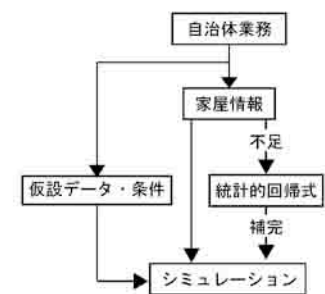 自治体業務
家屋情報
不足
仮設データ・条件
統計的回帰式
補完
シミュレーション